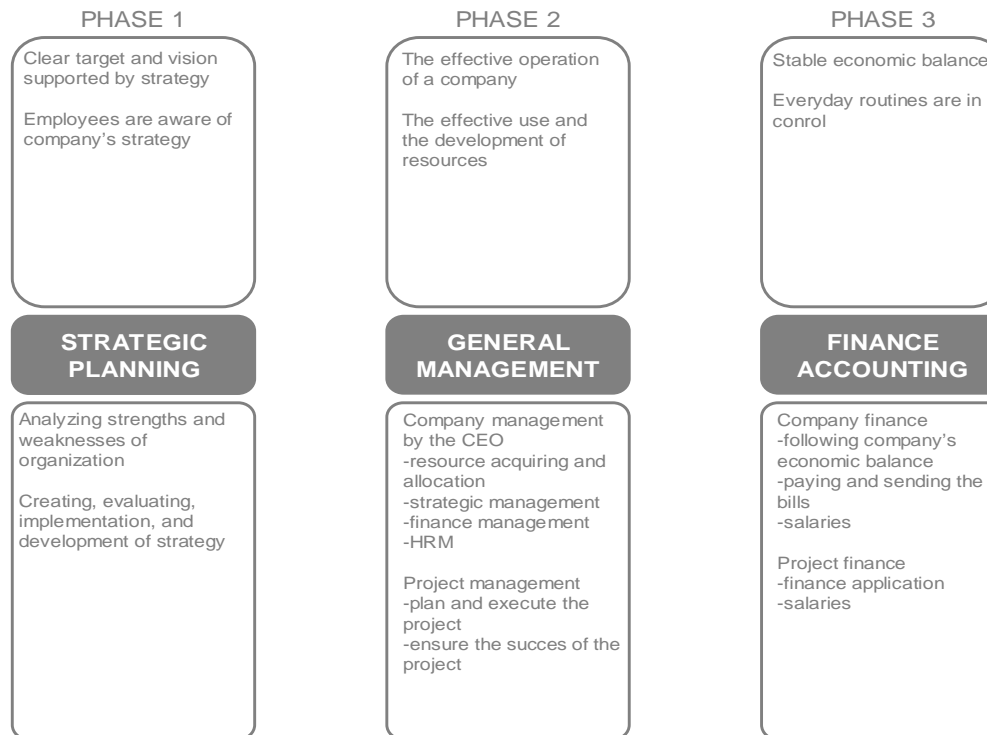 PHASE 1
Clear target and vision
supported by strategy
Employees are aware of
company's strategy
STRATEGIC
PLANNING
Analyzing strengths and
weaknesses of
organization
Creating, evaluating,
implementation, and
development of strategy
PHASE 2
The effective operation
of a company
The effective use and
the development of
resources
GENERAL
MANAGEMENT
Company management
by the CEO
-resource acquiring and
allocation
-strategic management
-finance management
-HRM
Project management
-plan and execute the
project
-ensure the succes of the
project
PHASE 3
Stable economic balance
Everyday routines are in
conrol
FINANCE
ACCOUNTING
Company finance
-following company's
economic balance
-paying and sending the
bills
-salaries
Project finance
-finance application
-salaries